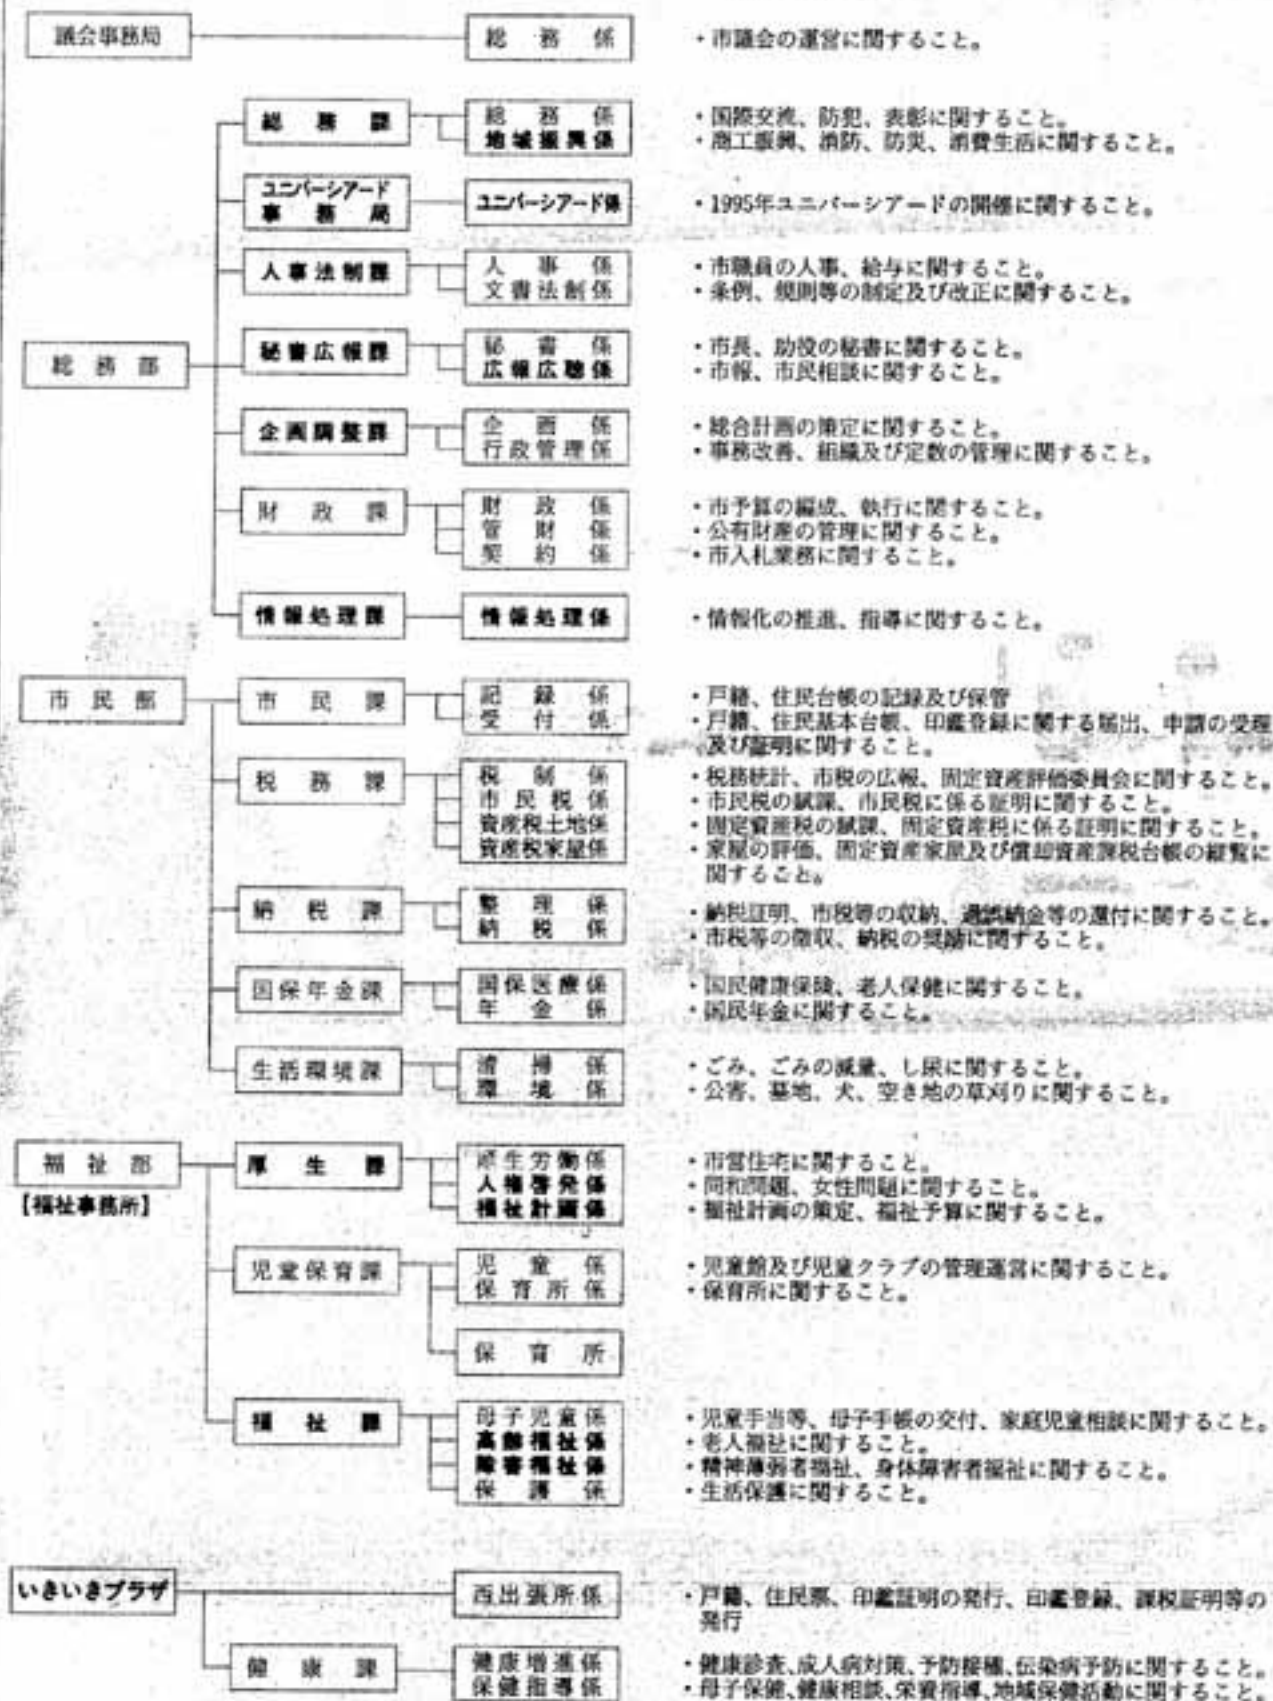 議会事務局
総務係
・市議会の運営に関すること。
総務課
総務係
地域振興係
・国際交流、防犯、表彰に関すること。
・商工振興、消防、防災、消費生活に関すること。
ユニバーシアード
事務局
ユニバーシアード係
・1995年ユニバーシアードの開催に関すること。
人事法制課
人事係
文書法制係
・市職員の人事、給与に関すること。
・条例、規則等の制定及び改正に関すること。
総務部
秘書広報課
秘書係
広報広聴係
・市長、助役の秘書に関すること。
・市報、市民相談に関すること。
企画調整課
企画係
行政管理係
・総合計画の策定に関すること。
・事務改善、組織及び定数の管理に関すること。
財政課
財政係
管財係
契約係
・市予算の編成、執行に関すること。
・公有財産の管理に関すること。
・市入札業務に関すること。
情報処理課
情報処理係
・情報化の推進、指導に関すること。
市民部
市民課
記録係
受付係
・戸籍、住民台帳の記録及び保管
・戸籍、住民基本台帳、印鑑登録に関する届出、申請の受理
及び証明に関すること。
税務課
税制係
市民税係
資産税土地係
資産税家屋係
・税務統計、市税の広報、固定資産評価委員会に関すること。
・市民税の賦課、市民税に係る証明に関すること。
・固定資産税の賦課、固定資産税に係る証明に関すること。
・家屋の評価、固定資産家屋及び償却資産課税台帳の縦覧に
関すること。
納税課
整理係
納税係
・納税証明、市税等の収納、過誤納金等の還付に関すること。
・市税等の徴収、納税の奨励に関すること。
国保年金課
国保医療係
年金係
・国民健康保険、老人保健に関すること。
・国民年金に関すること。
生活環境課
清掃係
環境係
・ごみ、ごみの減量、し尿に関すること。
・公害、墓地、犬、空き地の草刈りに関すること。
福祉部
【福祉事務所】
厚生課
厚生労働係
人権啓発係
福祉計画係
・市営住宅に関すること。
・同和問題、女性問題に関すること。
・福祉計画の策定、福祉予算に関すること。
児童保育課
児童係
保育所係
・児童館及び児童クラブの管理運営に関すること。
・保育所に関すること。
保育所
福祉課
母子児童係
高齢福祉係
障害福祉係
保護係
・児童手当等、母子手帳の交付、家庭児童相談に関すること。
・老人福祉に関すること。
・精神薄弱者福祉、身体障害者福祉に関すること。
・生活保護に関すること。
いきいきプラザ
西出張所係
・戸籍、住民票、印鑑証明の発行、印鑑登録、課税証明等の
発行
健康課
健康増進係
保健指導係
・健康診査、成人病対策、予防接種、伝染病予防に関すること。
・母子保健、健康相談、栄養指導、地域保健活動に関すること。